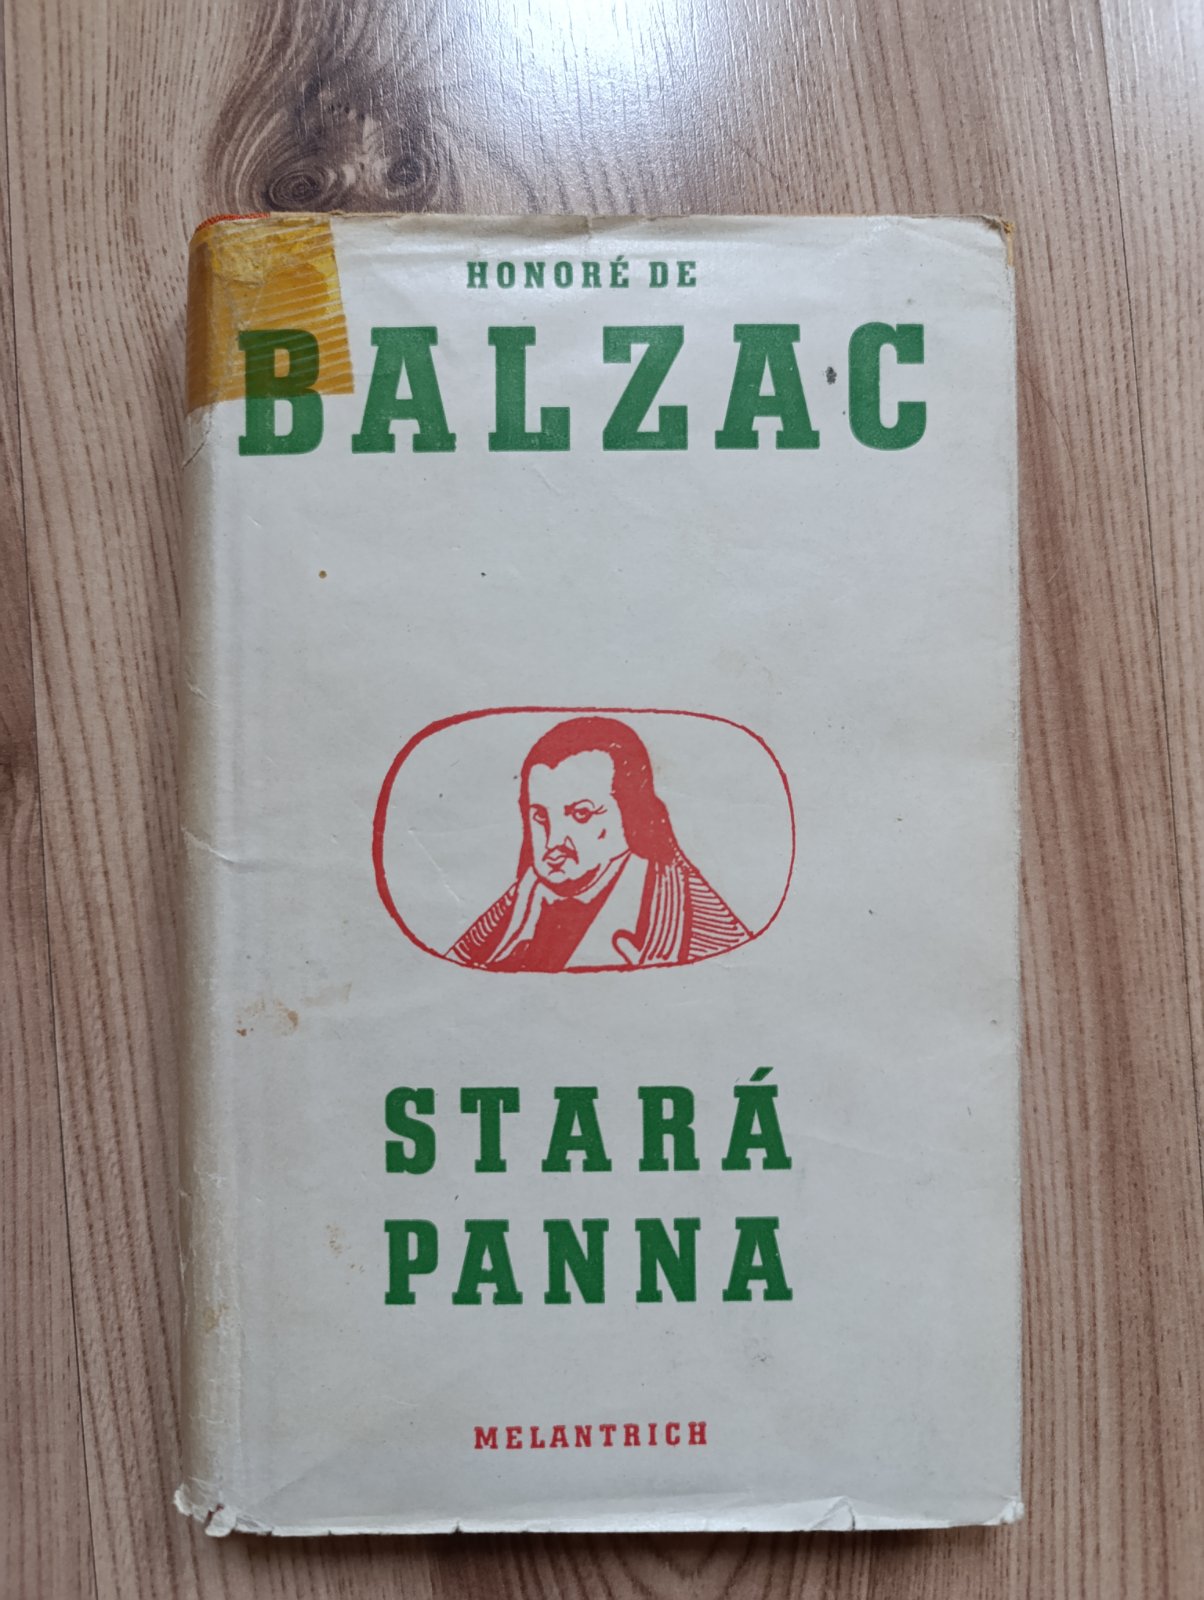 HONORÉ DE
BALZAC
STARÁ
PANNA
MELANTRICH